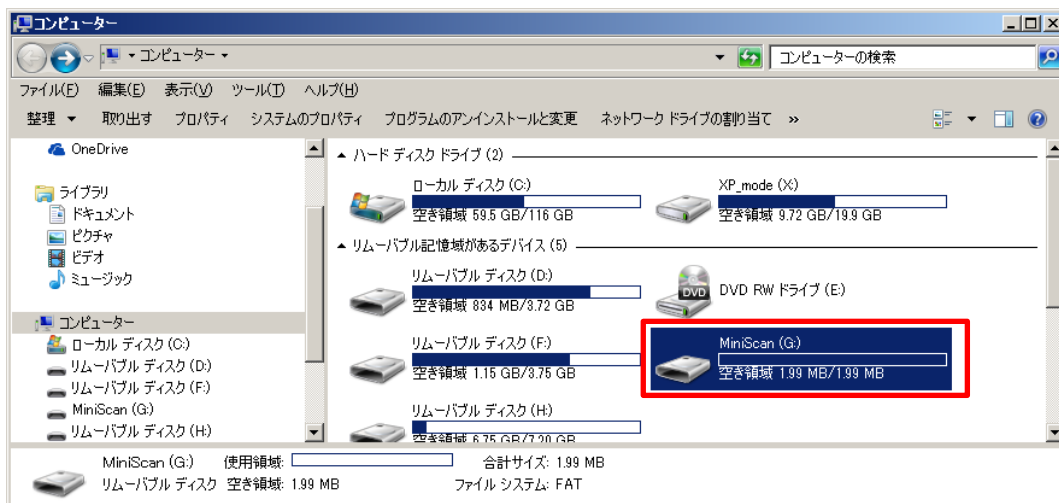 コンピューター
コンピューター
コンピューターの検索
ファイル(F) 編集(E) 表示(V) ツール(T) ヘルプ(H)
整理 取り出す プロパティ システムのプロパティ プログラムのアンインストールと変更 ネットワーク ドライブの割り当て »
OneDrive
ライブラリ
ドキュメント
ピクチャ
ビデオ
ミュージック
コンピューター
ローカル ディスク (C:)
リムーバブル ディスク (D:)
リムーバブル ディスク (F:)
MiniScan (G:)
リムーバブル ディスク (H:)
ハード ディスク ドライブ (2)
ローカル ディスク (C:)
空き領域 59.5 GB/116 GB
XP_mode (X:)
空き領域 9.72 GB/19.9 GB
リムーバブル記憶域があるデバイス (5)
リムーバブル ディスク (D:)
空き領域 834 MB/3.72 GB
DVD
DVD RW ドライブ (E:)
リムーバブル ディスク (F:)
空き領域 1.15 GB/3.75 GB
MiniScan (G:)
空き領域 1.99 MB/1.99 MB
リムーバブル ディスク (H:)
空き領域 6.75 GB/7.20 GB
MiniScan (G:) 使用領域: 合計サイズ: 1.99 MB
リムーバブル ディスク 空き領域: 1.99 MB ファイル システム: FAT